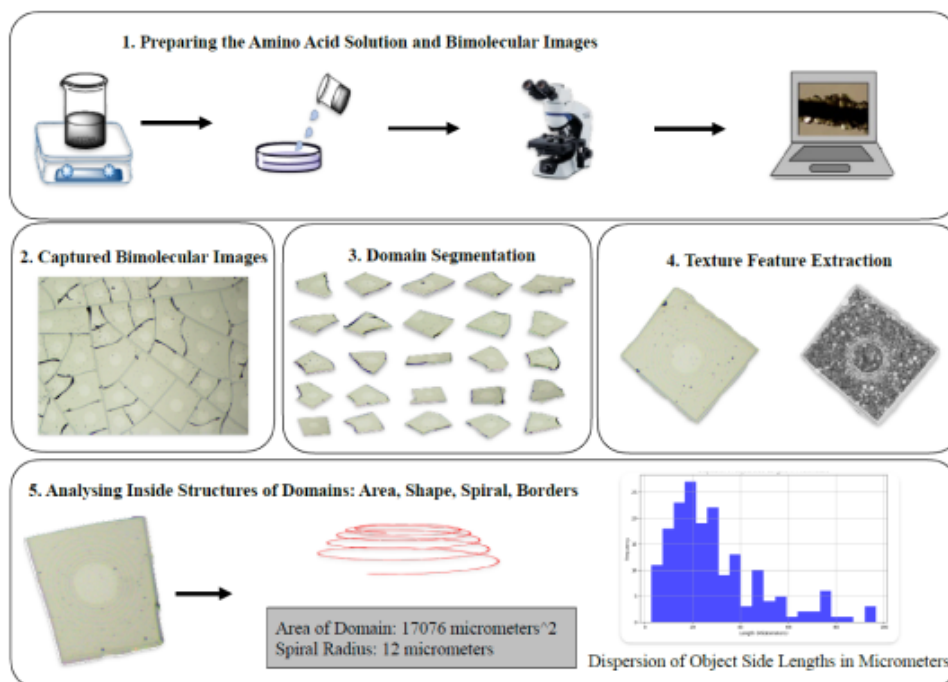 1. Preparing the Amino Acid Solution and Bimolecular Images
2. Captured Bimolecular Images
3. Domain Segmentation
4. Texture Feature Extraction
5. Analysing Inside Structures of Domains: Area, Shape, Spiral, Borders
Area of Domain: 17076 micrometers^2
Spiral Radius: 12 micrometers
Dispersion of Object Side Lengths in Micrometers